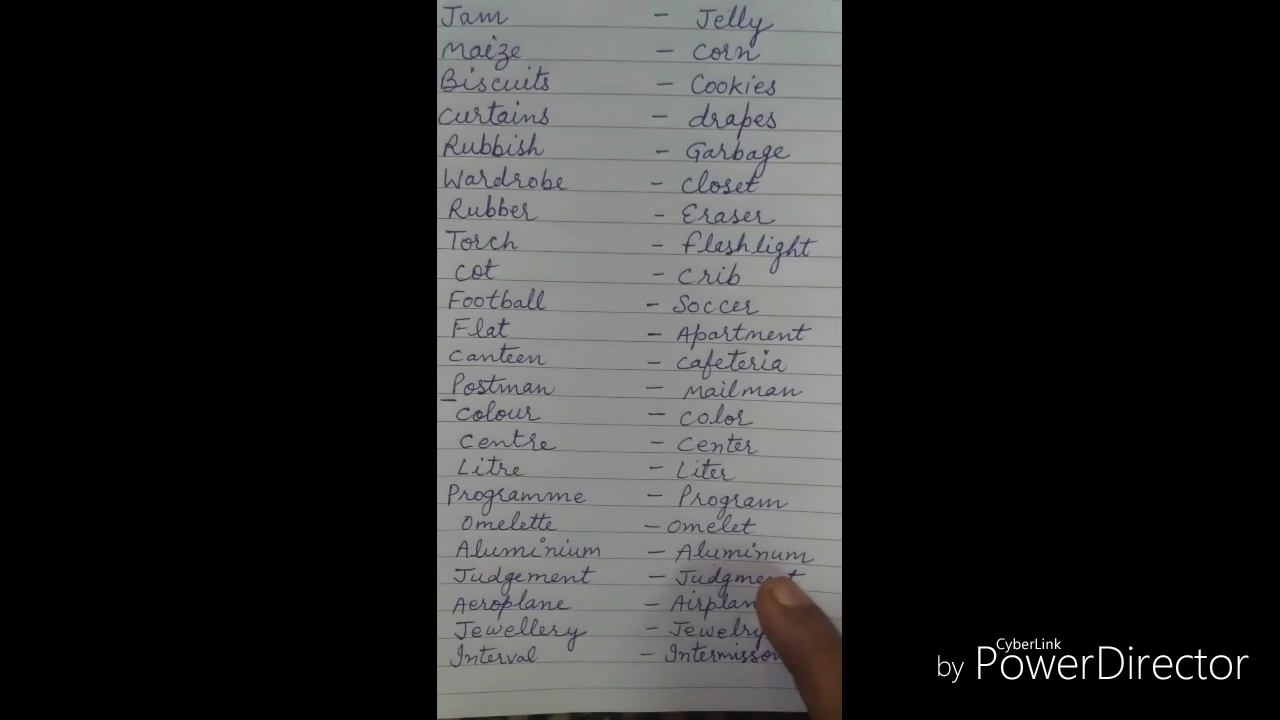 Jam - Jelly
Maize - Corn
Biscuits - Cookies
Curtains - drapes
Rubbish - Garbage
Wardrobe - Closet
Rubber - Eraser
Torch - flashlight
Cot - Crib
Football - Soccer
Flat - Apartment
Canteen - Cafeteria
Postman - Mailman
Colour - Color
Centre - Center
Litre - Liter
Programme - Program
Omelette - Omelet
Aluminium - Aluminum
Judgement - Judgment
Aeroplane -
Jewellery - Jewelry
Interval -
CyberLink
by PowerDirector